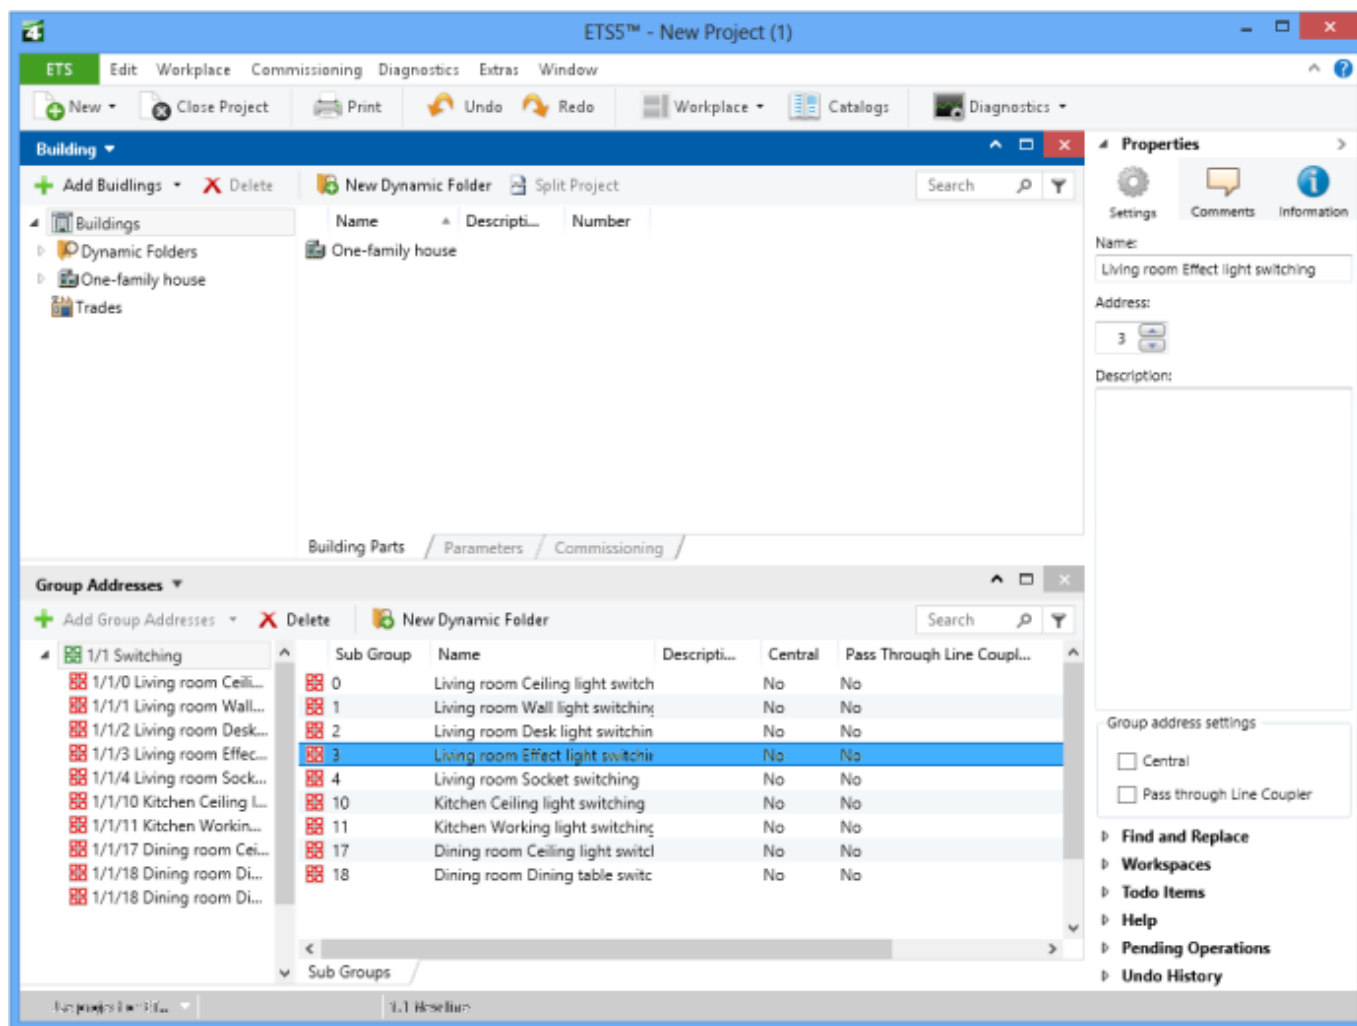 4 ETS5™ - New Project (1)
ETS Edit Workplace Commissioning Diagnostics Extras Window
New Close Project Print Undo Redo Workplace Catalogs Diagnostics
Building
Add Buidlings Delete New Dynamic Folder Split Project Search
Buildings
Dynamic Folders
One-family house
Trades
Name Descripti... Number
One-family house
Building Parts Parameters Commissioning
Group Addresses
Add Group Addresses Delete New Dynamic Folder Search
1/1 Switching
1/1/0 Living room Ceili...
1/1/1 Living room Wall...
1/1/2 Living room Desk...
1/1/3 Living room Effec...
1/1/4 Living room Sock...
1/1/10 Kitchen Ceiling l...
1/1/11 Kitchen Workin...
1/1/17 Dining room Cei...
1/1/18 Dining room Di...
1/1/18 Dining room Di...
Sub Group Name Descripti... Central Pass Through Line Coupl...
0 Living room Ceiling light switch No No
1 Living room Wall light switching No No
2 Living room Desk light switchin No No
3 Living room Effect light switchin No No
4 Living room Socket switching No No
10 Kitchen Ceiling light switching No No
11 Kitchen Working light switching No No
17 Dining room Ceiling light switcl No No
18 Dining room Dining table switc No No
Sub Groups
Properties
Settings Comments Information
Name:
Living room Effect light switching
Address:
3
Description:
Group address settings
Central
Pass through Line Coupler
Find and Replace
Workspaces
Todo Items
Help
Pending Operations
Undo History